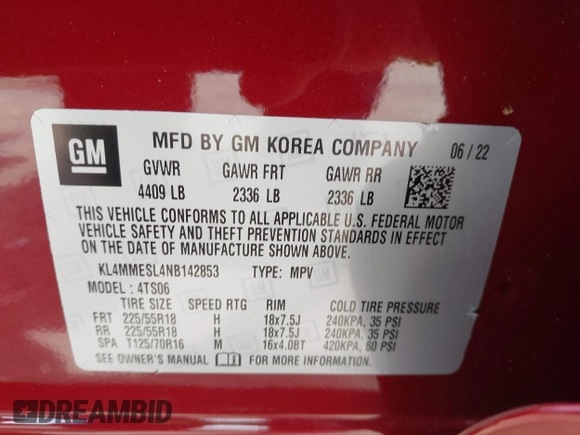 GM MFD BY GM KOREA COMPANY 06/22
GVWR GAWR FRT GAWR RR
4409 LB 2336 LB 2336 LB
THIS VEHICLE CONFORMS TO ALL APPLICABLE U.S. FEDERAL MOTOR
VEHICLE SAFETY AND THEFT PREVENTION STANDARDS IN EFFECT
ON THE DATE OF MANUFACTURE SHOWN ABOVE.
KL4MMESL4NB142853 TYPE: MPV
MODEL: 4TS06
TIRE SIZE SPEED RTG RIM COLD TIRE PRESSURE
FRT 225/55R18 H 18x7.5J 240KPA, 35 PSI
RR 225/55R18 H 18x7.5J 240KPA, 35 PSI
SPA T125/70R16 M 16x4.0BT 420KPA, 60 PSI
SEE OWNER'S MANUAL FOR MORE INFORMATION.
DREAMBID